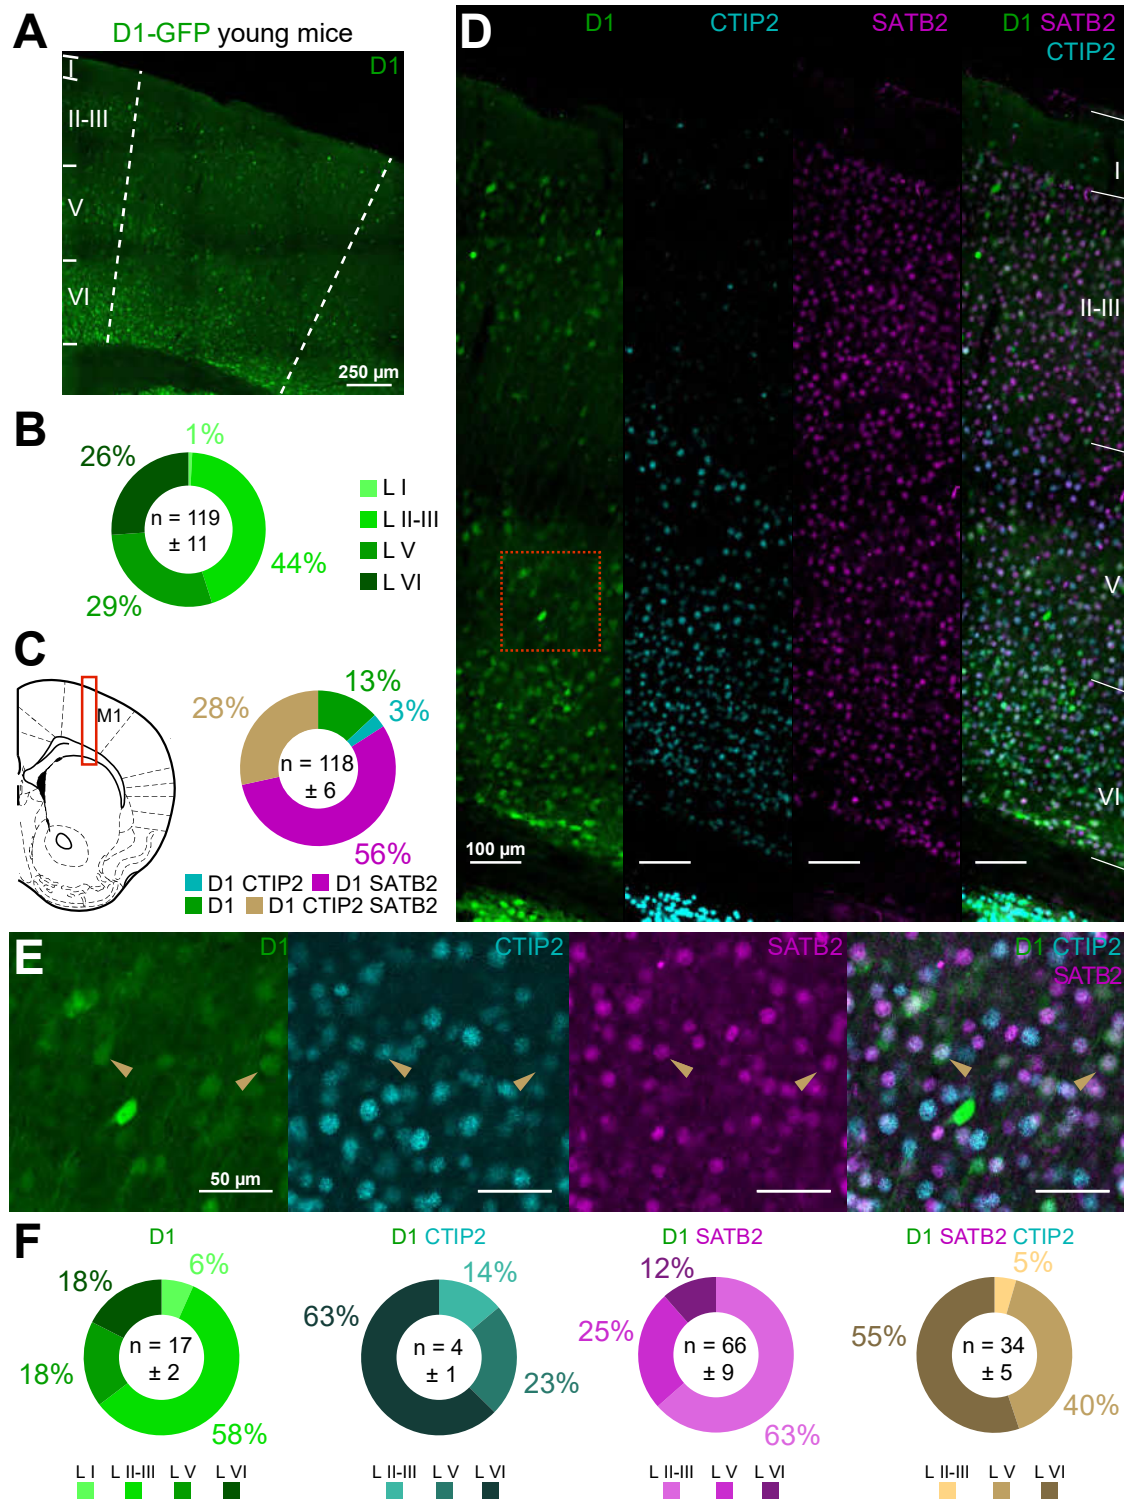 A
D1-GFP young mice
D1
I
II-III
V
VI
250 µm
B
1%
26%
n = 119
± 11
44%
29%
L I
L II-III
L V
L VI
C
M1
13%
28%
3%
n = 118
± 6
56%
D1 CTIP2 D1 SATB2
D1 D1 CTIP2 SATB2
D
D1
CTIP2
SATB2
D1 SATB2
CTIP2
I
II-III
V
VI
100 µm
E
D1
CTIP2
SATB2
D1 CTIP2
SATB2
50 µm
F
D1
6%
18%
n = 17
± 2
18%
58%
L I L II-III L V L VI
D1 CTIP2
14%
63%
n = 4
± 1
23%
L II-III L V L VI
D1 SATB2
12%
25%
n = 66
± 9
63%
L II-III L V L VI
D1 SATB2 CTIP2
5%
55%
n = 34
± 5
40%
L II-III L V L VI